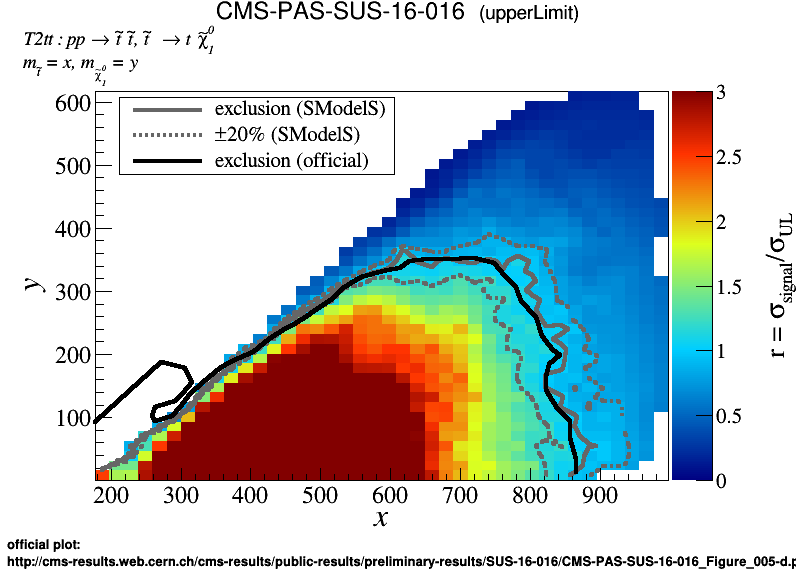 CMS-PAS-SUS-16-016 (upperLimit)
T2tt : pp → t̃ t̃, t̃ → t χ̃₁⁰
m_t̃ = x, m_χ̃₁⁰ = y
exclusion (SModelS)
±20% (SModelS)
exclusion (official)
600
500
400
300
200
100
y
200 300 400 500 600 700 800 900
x
3
2.5
2
1.5
1
0.5
0
r = σsignal/σUL
official plot:
http://cms-results.web.cern.ch/cms-results/public-results/preliminary-results/SUS-16-016/CMS-PAS-SUS-16-016_Figure_005-d.p